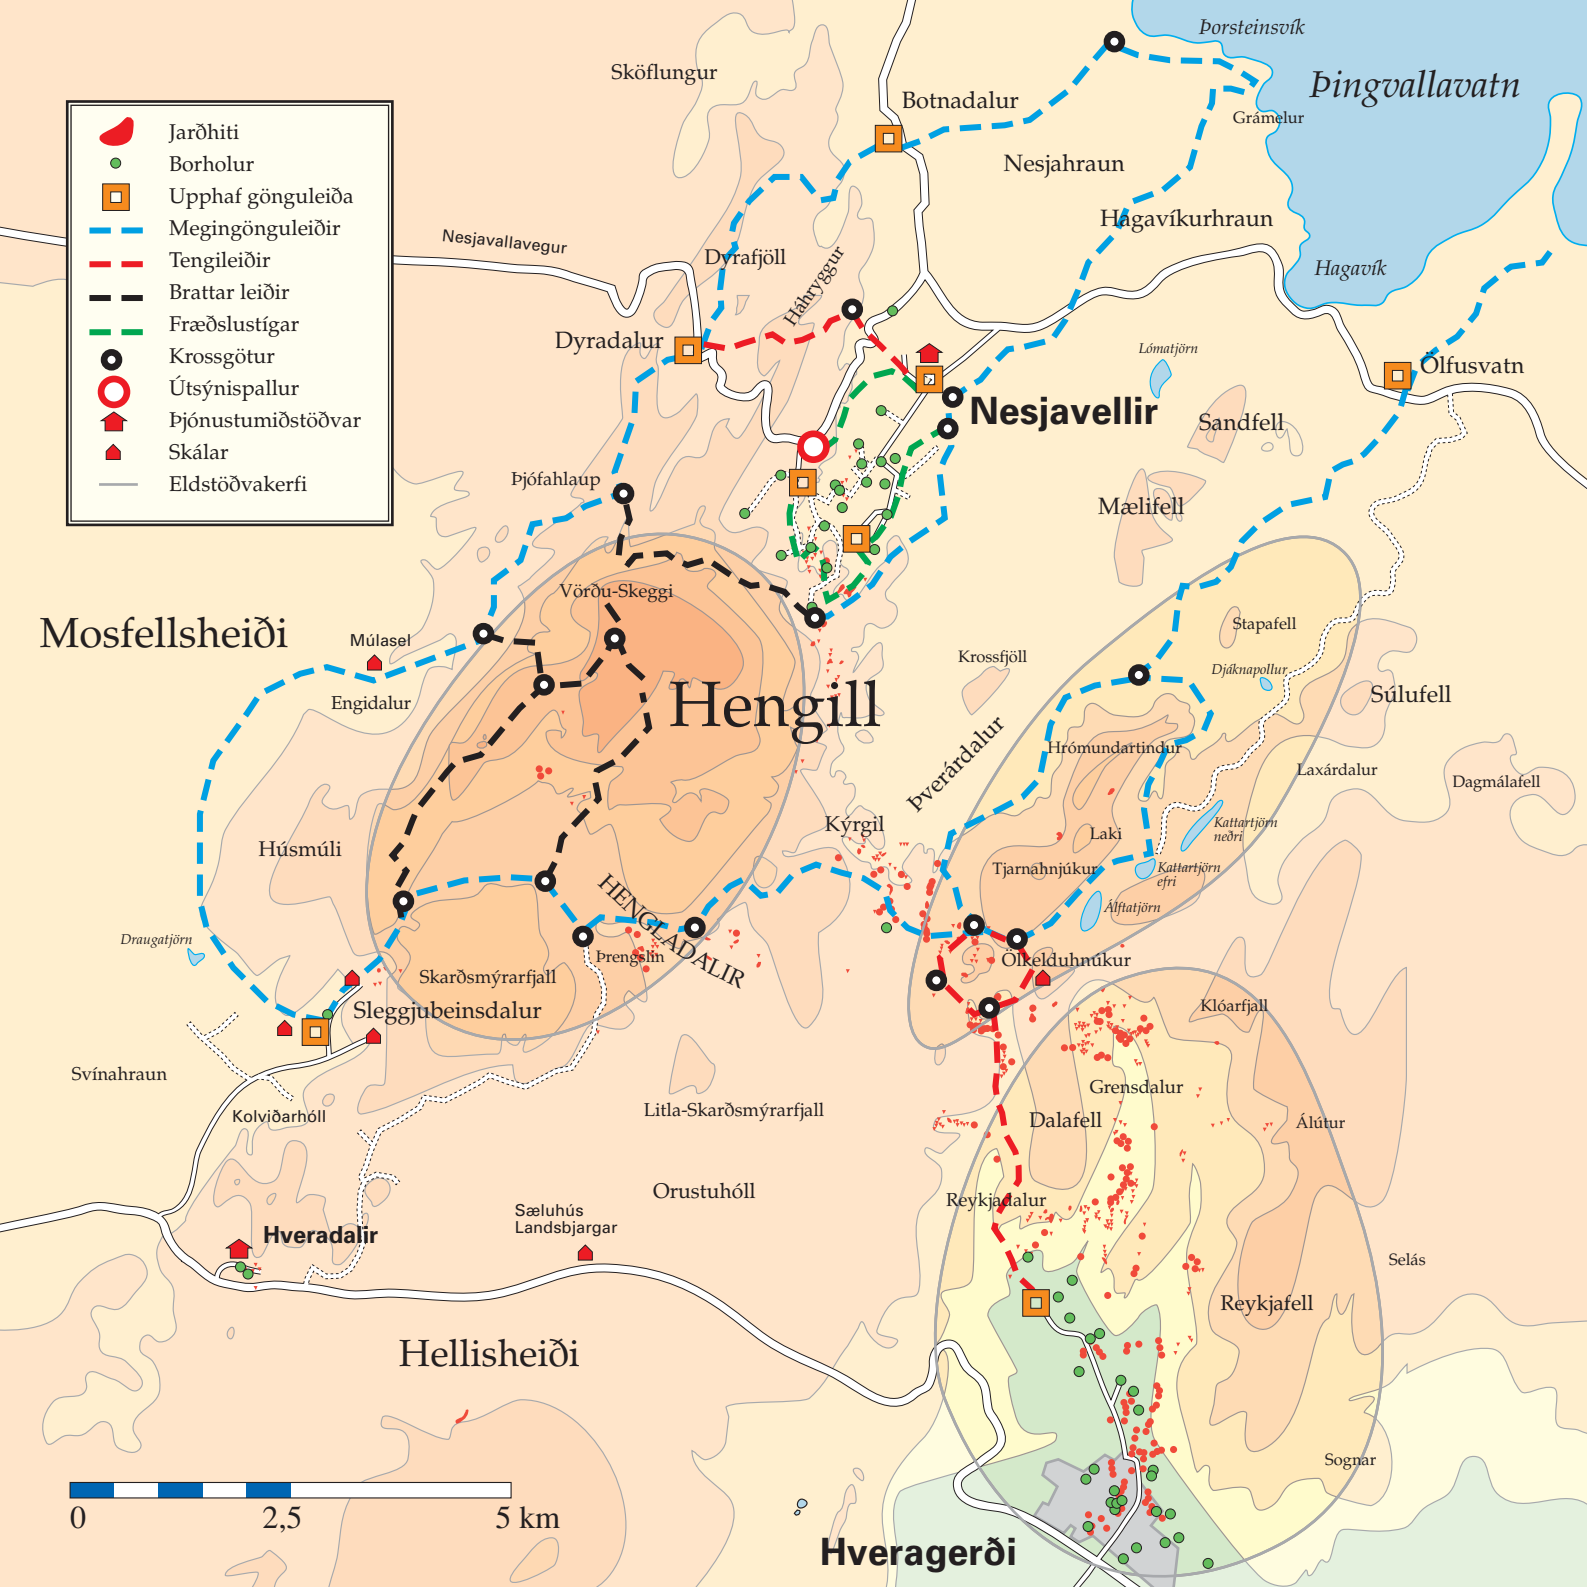 Þorsteinsvík
Sköflungur
Þingvallavatn
Botnadalur
Grámelur
Jarðhiti
Borholur
Upphaf gönguleiða
Megingönguleiðir
Tengileiðir
Brattar leiðir
Fræðslustígar
Krossgötur
Útsýnispallur
Þjónustumiðstöðvar
Skálar
Eldstöðvakerfi
Nesjahraun
Hagavíkurhraun
Nesjavallavegur
Dyrafjöll
Háhryggur
Hagavík
Dyradalur
Lómatjörn
Ölfusvatn
Nesjavellir
Sandfell
Þjófahlaup
Mælifell
Vörðu-Skeggi
Mosfellsheiði
Múlasel
Stapafell
Krossfjöll
Djáknapollur
Engidalur
Hengill
Súlufell
Þverárdalur
Hrómundartindur
Laxárdalur
Dagmálafell
Kýrgil
Kattartjörn
neðri
Laki
Húsmúli
Tjarnahnjúkur
Kattartjörn
efri
HENGLADALIR
Álftatjörn
Draugatjörn
Þrengslin
Ölkelduhnúkur
Skarðsmýrarfjall
Sleggjubeinsdalur
Klóarfjall
Svínahraun
Grensdalur
Kolviðarhóll
Litla-Skarðsmýrarfjall
Dalafell
Álútur
Orustuhóll
Reykjadalur
Sæluhús
Landsbjargar
Hveradalir
Selás
Reykjafell
Hellisheiði
Sognar
0
2,5
5 km
Hveragerði